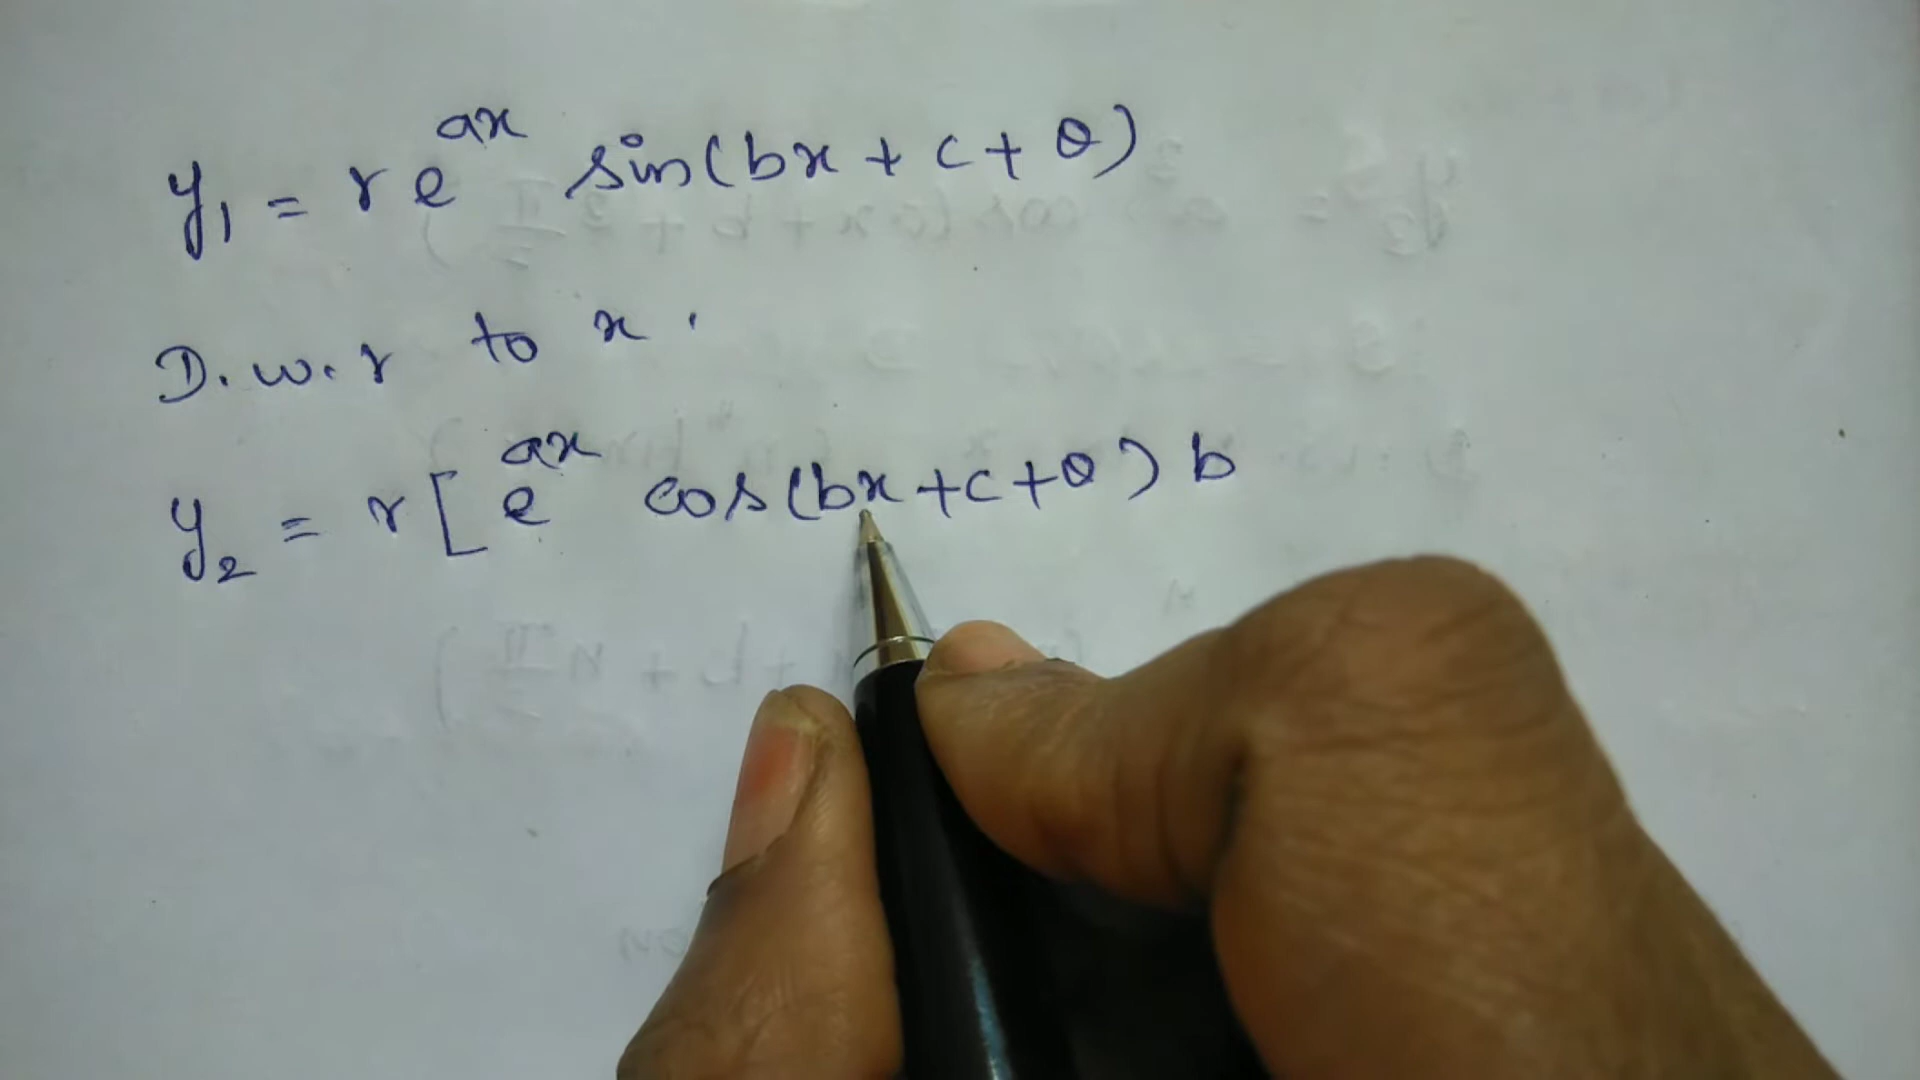 y₁ = r e^{ax} sin(bx + c + θ)
D.w.r to x.
y₂ = r [ e^{ax} cos(bx + c + θ) b